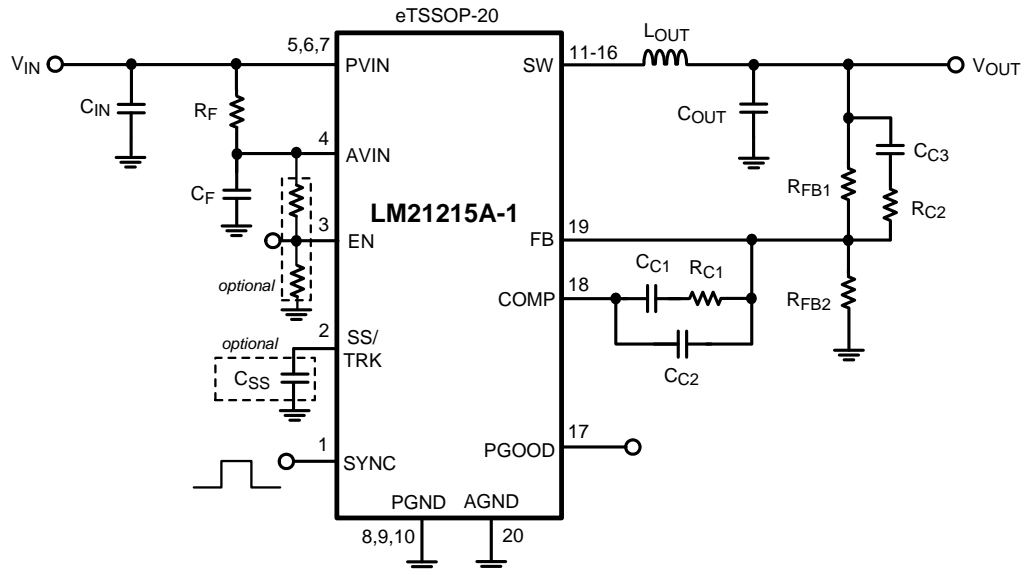 eTSSOP-20
5,6,7
11-16
LOUT
VIN
PVIN
SW
VOUT
CIN
RF
COUT
CC3
4
AVIN
CF
RFB1
RC2
LM21215A-1
3
EN
FB
19
optional
CC1
RC1
18
COMP
RFB2
2
SS/
TRK
optional
CSS
CC2
1
SYNC
17
PGOOD
PGND
AGND
8,9,10
20